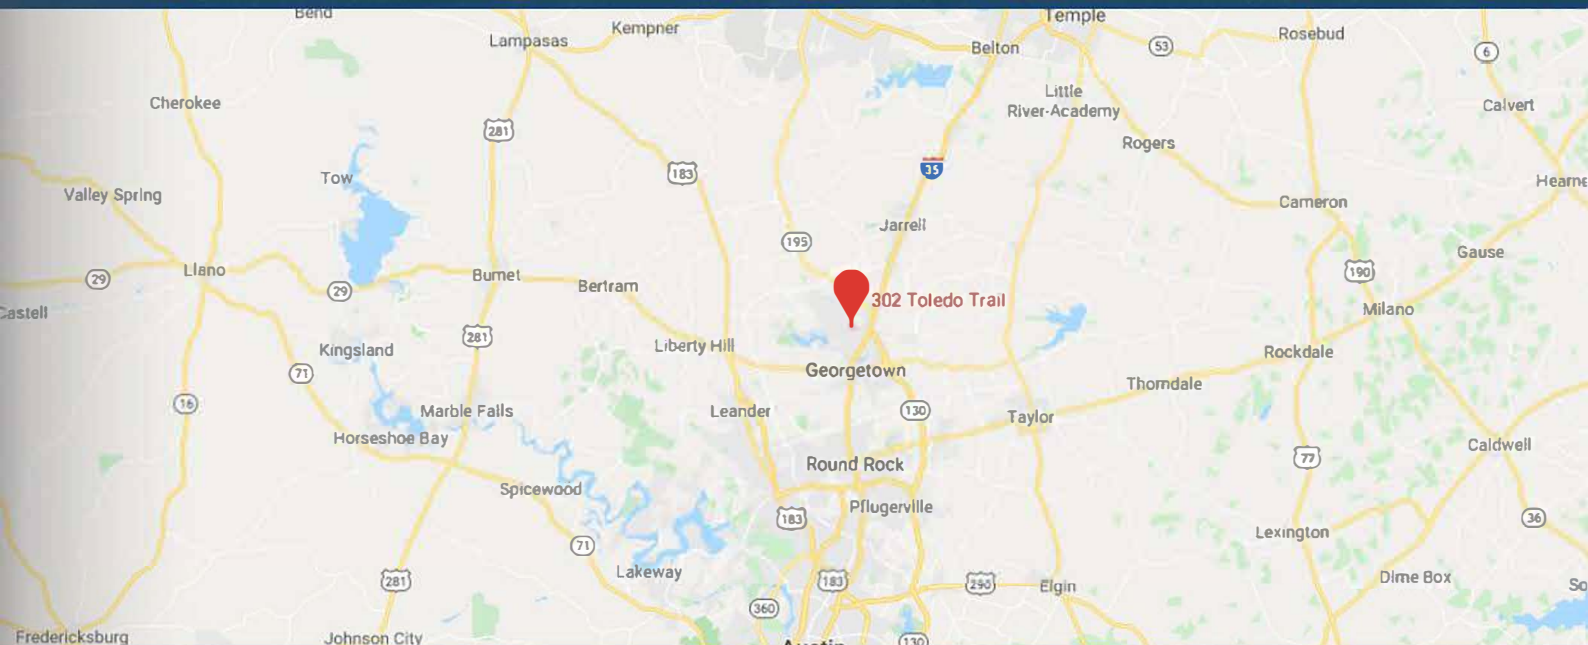 Bend
Temple
Kempner
Lampasas
Rosebud
Belton
53
6
Little
River-Academy
Cherokee
Calvert
281
Rogers
183
35
Tow
Valley Spring
Cameron
Jarrell
195
Llano
29
29
Burnet
Bertram
302 Toledo Trail
Gause
190
Milano
281
Kingsland
Liberty Hill
Georgetown
Rockdale
71
Thorndale
16
Marble Falls
Leander
130
Taylor
Horseshoe Bay
Caldwell
Round Rock
77
Spicewood
Pflugerville
183
36
Lexington
71
Lakeway
281
183
290
Elgin
Dime Box
360
Fredericksburg
Johnson City
130